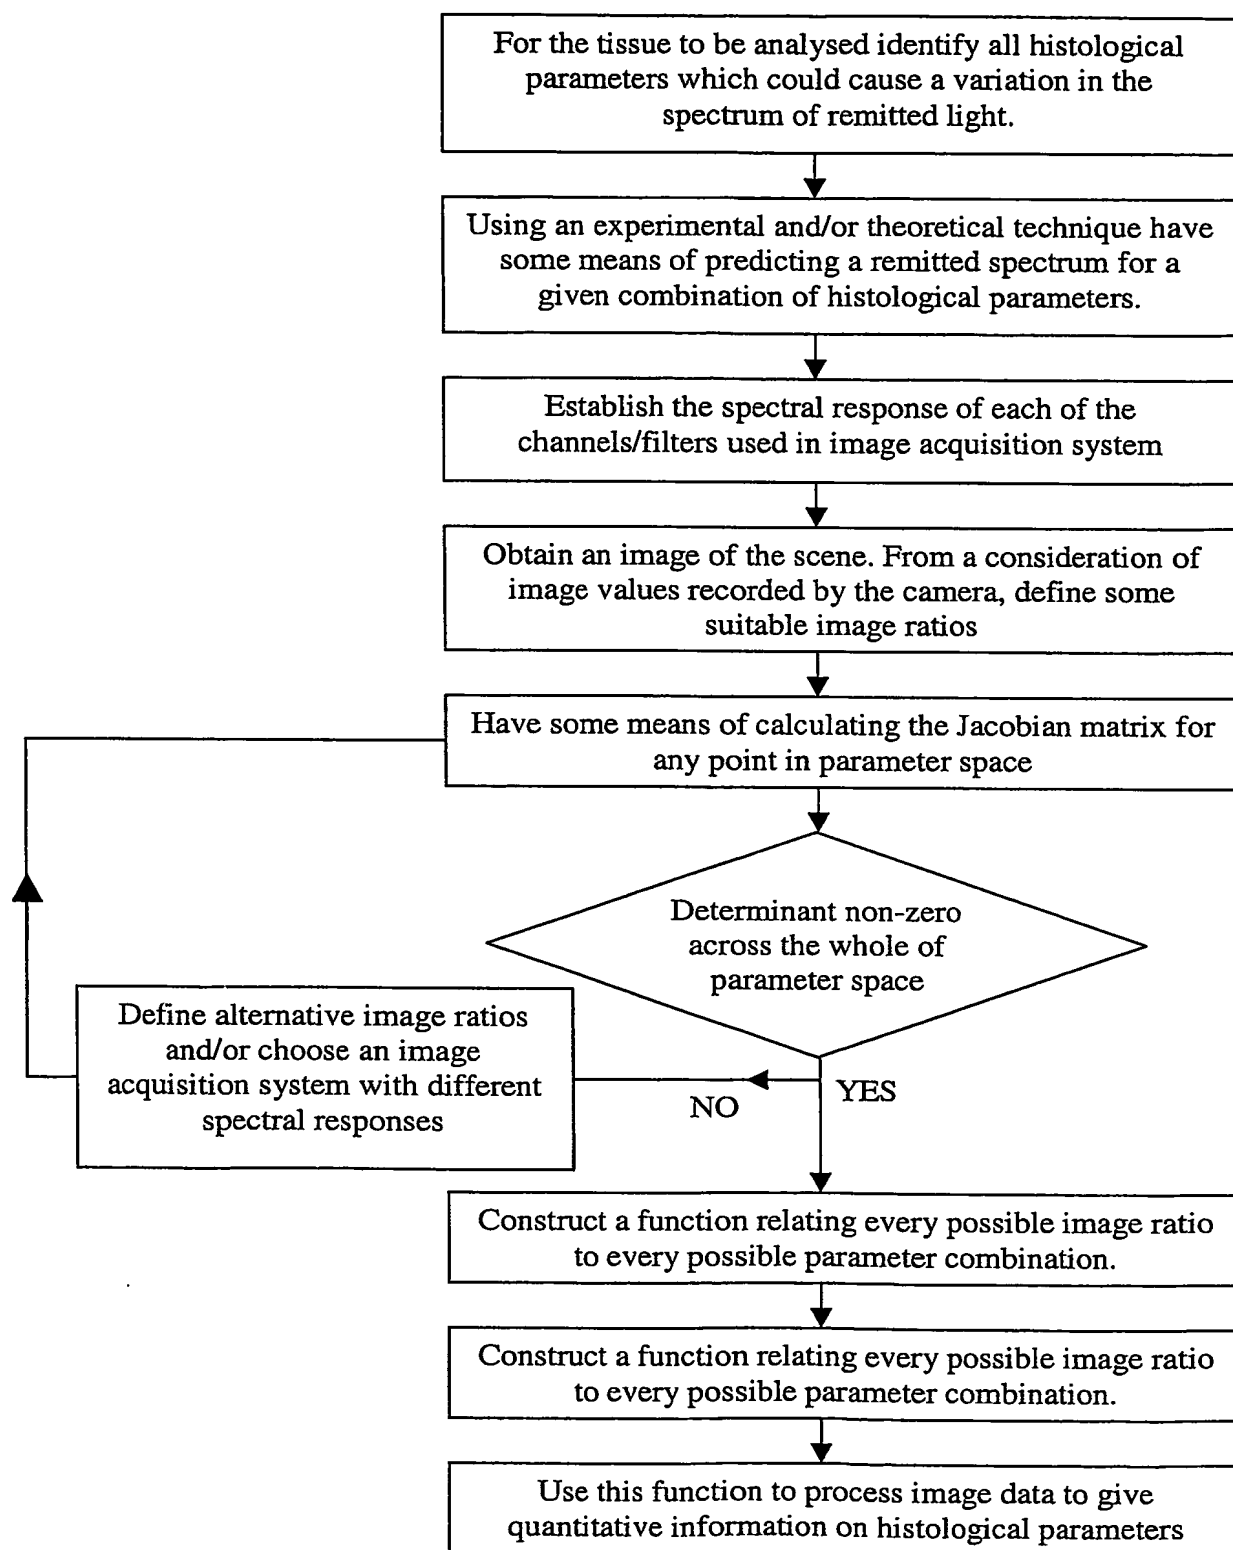 For the tissue to be analysed identify all histological
parameters which could cause a variation in the
spectrum of remitted light.
Using an experimental and/or theoretical technique have
some means of predicting a remitted spectrum for a
given combination of histological parameters.
Establish the spectral response of each of the
channels/filters used in image acquisition system
Obtain an image of the scene. From a consideration of
image values recorded by the camera, define some
suitable image ratios
Have some means of calculating the Jacobian matrix for
any point in parameter space
Determinant non-zero
across the whole of
parameter space
Define alternative image ratios
and/or choose an image
acquisition system with different
spectral responses
NO
YES
Construct a function relating every possible image ratio
to every possible parameter combination.
Construct a function relating every possible image ratio
to every possible parameter combination.
Use this function to process image data to give
quantitative information on histological parameters